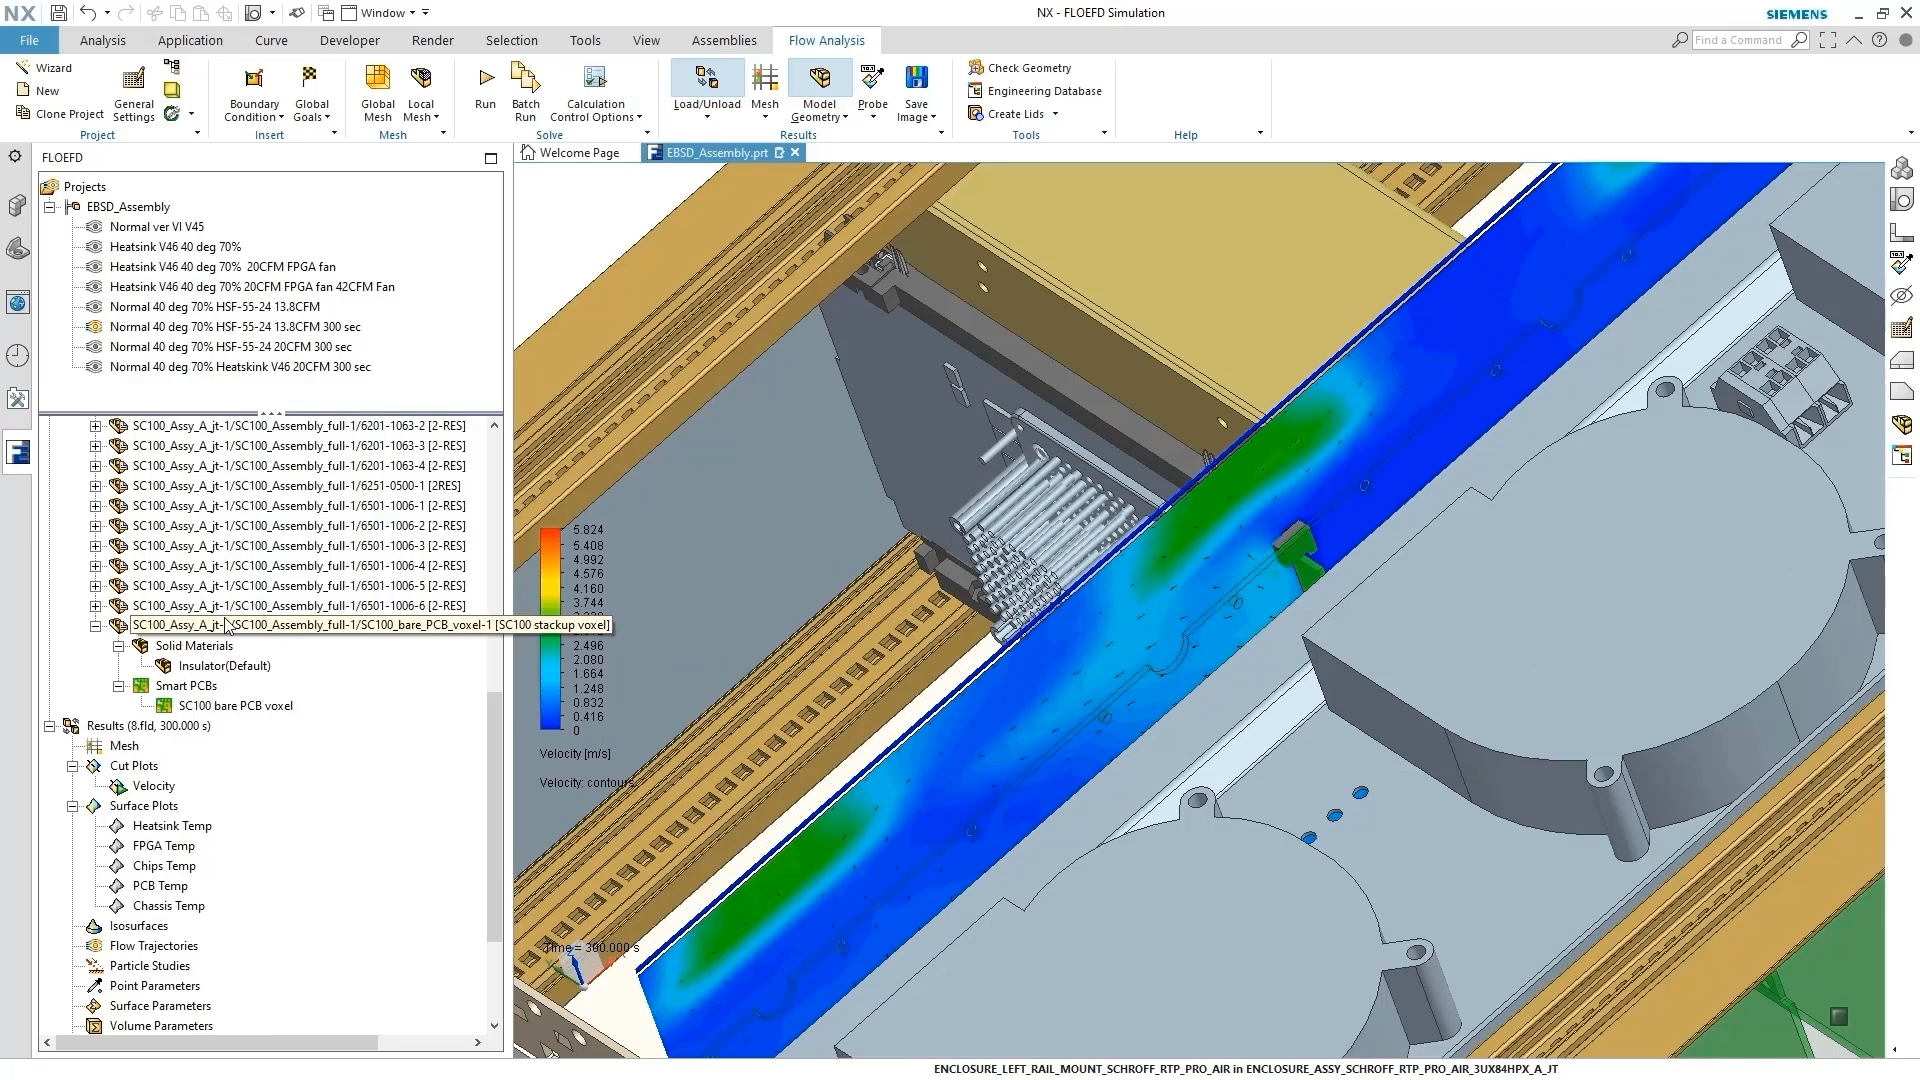 NX
Window
NX - FLOEFD Simulation
SIEMENS
File
Analysis
Application
Curve
Developer
Render
Selection
Tools
View
Assemblies
Flow Analysis
Find a Command
Wizard
New
Clone Project
General Settings
Project
Boundary Condition
Global Goals
Insert
Global Mesh
Local Mesh
Mesh
Run
Batch Run
Calculation Control Options
Solve
Load/Unload
Mesh
Model Geometry
Probe
Save Image
Results
Check Geometry
Engineering Database
Create Lids
Tools
Help
FLOEFD
Welcome Page
EBSD_Assembly.prt
Projects
EBSD_Assembly
Normal ver VI V45
Heatsink V46 40 deg 70%
Heatsink V46 40 deg 70% 20CFM FPGA fan
Heatsink V46 40 deg 70% 20CFM FPGA fan 42CFM Fan
Normal 40 deg 70% HSF-55-24 13.8CFM
Normal 40 deg 70% HSF-55-24 13.8CFM 300 sec
Normal 40 deg 70% HSF-55-24 20CFM 300 sec
Normal 40 deg 70% Heatskink V46 20CFM 300 sec
SC100_Assy_A_jt-1/SC100_Assembly_full-1/6201-1063-2 [2-RES]
SC100_Assy_A_jt-1/SC100_Assembly_full-1/6201-1063-3 [2-RES]
SC100_Assy_A_jt-1/SC100_Assembly_full-1/6201-1063-4 [2-RES]
SC100_Assy_A_jt-1/SC100_Assembly_full-1/6251-0500-1 [2RES]
SC100_Assy_A_jt-1/SC100_Assembly_full-1/6501-1006-1 [2-RES]
SC100_Assy_A_jt-1/SC100_Assembly_full-1/6501-1006-2 [2-RES]
SC100_Assy_A_jt-1/SC100_Assembly_full-1/6501-1006-3 [2-RES]
SC100_Assy_A_jt-1/SC100_Assembly_full-1/6501-1006-4 [2-RES]
SC100_Assy_A_jt-1/SC100_Assembly_full-1/6501-1006-5 [2-RES]
SC100_Assy_A_jt-1/SC100_Assembly_full-1/6501-1006-6 [2-RES]
SC100_Assy_A_jt-1/SC100_Assembly_full-1/SC100_bare_PCB_voxel-1 [SC100 stackup voxel]
Solid Materials
Insulator(Default)
Smart PCBs
SC100 bare PCB voxel
Results (8.fld, 300.000 s)
Mesh
Cut Plots
Velocity
Surface Plots
Heatsink Temp
FPGA Temp
Chips Temp
PCB Temp
Chassis Temp
Isosurfaces
Flow Trajectories
Particle Studies
Point Parameters
Surface Parameters
Volume Parameters
5.824
5.408
4.992
4.576
4.160
3.744
2.496
2.080
1.664
1.248
0.832
0.416
0
Velocity [m/s]
Velocity: contours
Time = 300.000 s
ENCLOSURE_LEFT_RAIL_MOUNT_SCHROFF_RTP_PRO_AIR in ENCLOSURE_ASSY_SCHROFF_RTP_PRO_AIR_3UX84HPX_A_JT